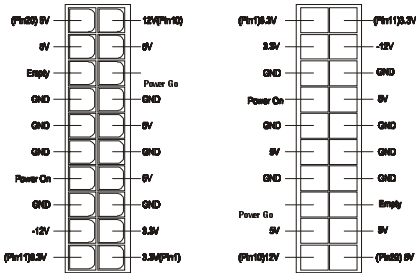 (Pin20) 5V
5V
Empty
GND
GND
GND
Power On
GND
-12V
(Pin11)3.3V
12V(Pin10)
5V
Power Go
GND
5V
GND
5V
GND
3.3V
3.3V(Pin1)
(Pin1)3.3V
3.3V
GND
Power On
GND
5V
GND
Power Go
5V
(Pin10)12V
(Pin11)3.3V
-12V
GND
5V
GND
GND
GND
Empty
5V
(Pin20) 5V